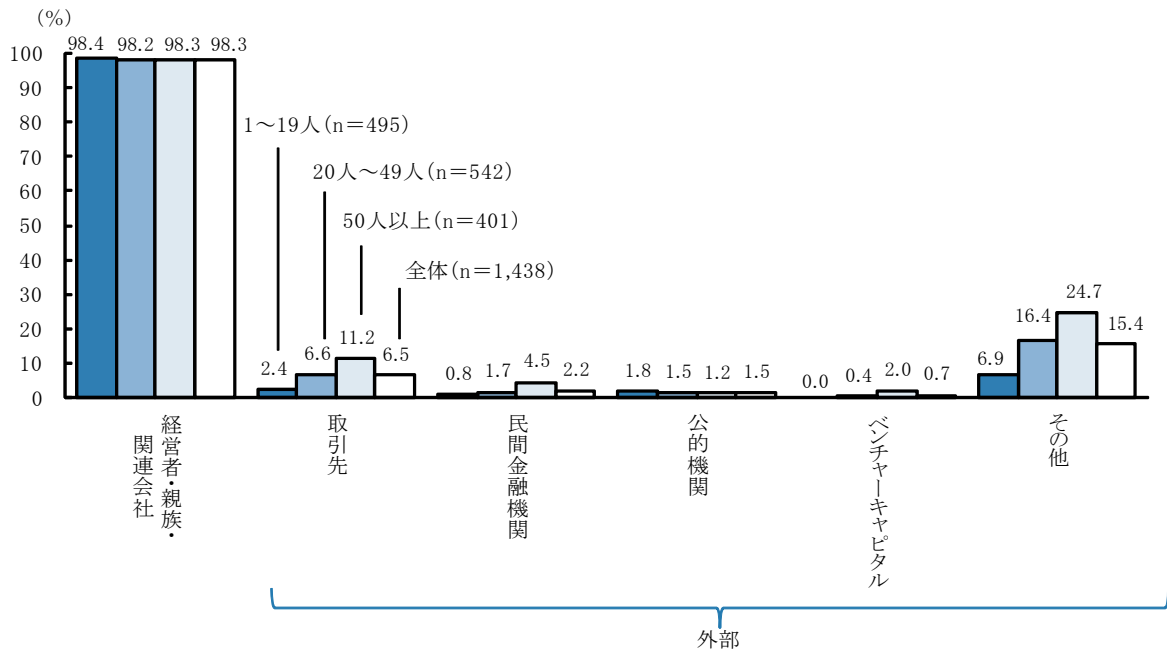 (%)
98.4 98.2 98.3 98.3
100
90
80
70
60
50
40
30
20
10
0
1～19人(n＝495)
20人～49人(n＝542)
50人以上(n＝401)
全体(n＝1,438)
2.4 6.6 11.2 6.5
0.8 1.7 4.5 2.2
1.8 1.5 1.2 1.5
0.0 0.4 2.0 0.7
6.9 16.4 24.7 15.4
経営者・親族・
関連会社
取引先
民間金融機関
公的機関
ベンチャーキャピタル
その他
外部